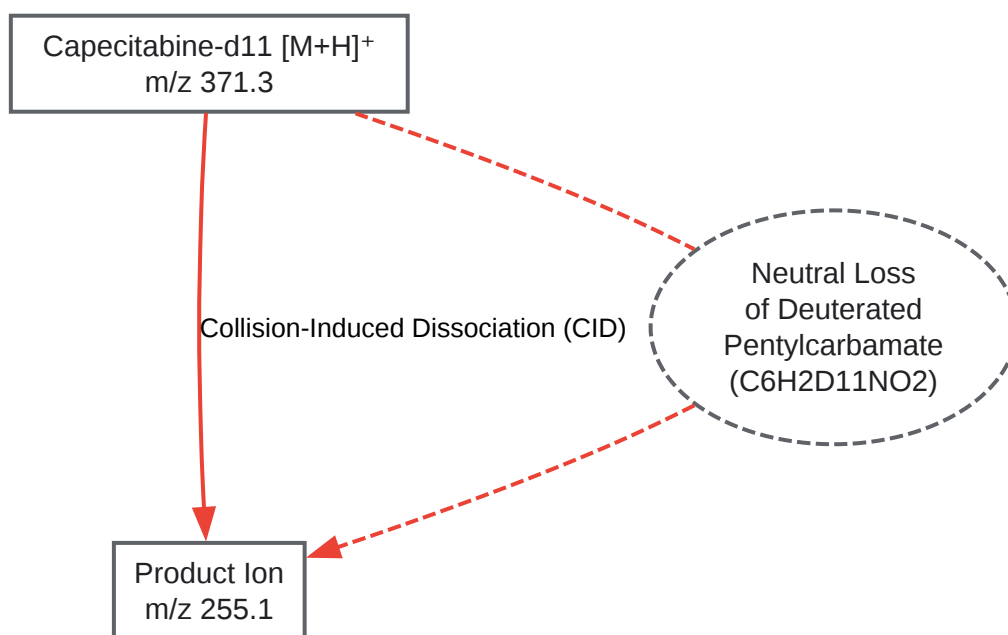 Capecitabine-d11 [M+H]⁺
m/z 371.3
Neutral Loss
of Deuterated
Pentylcarbamate
(C6H2D11NO2)
Collision-Induced Dissociation (CID)
Product Ion
m/z 255.1